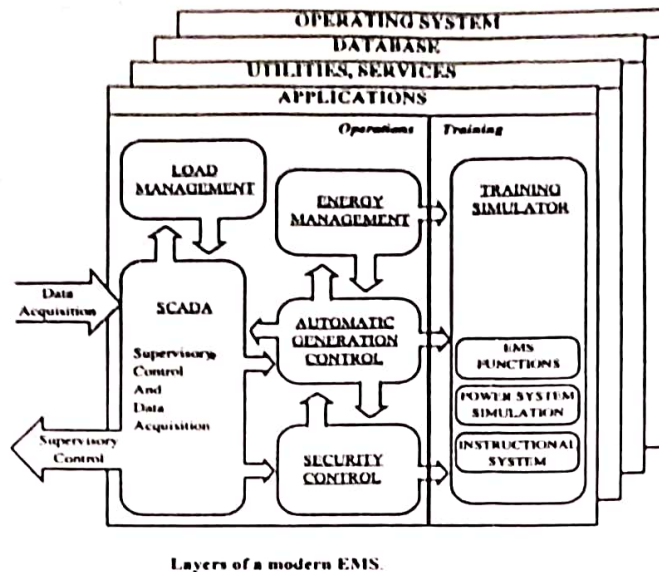 OPERATING SYSTEM
DATABASE
UTILITIES, SERVICES
APPLICATIONS
Operations
Training
LOAD
MANAGEMENT
ENERGY
MANAGEMENT
TRAINING
SIMULATOR
Data
Acquisition
SCADA
Supervisory
Control
And
Data
Acquisition
AUTOMATIC
GENERATION
CONTROL
EMS
FUNCTIONS
POWER SYSTEM
SIMULATION
INSTRUCTIONAL
SYSTEM
Supervisory
Control
SECURITY
CONTROL
Layers of a modern EMS.